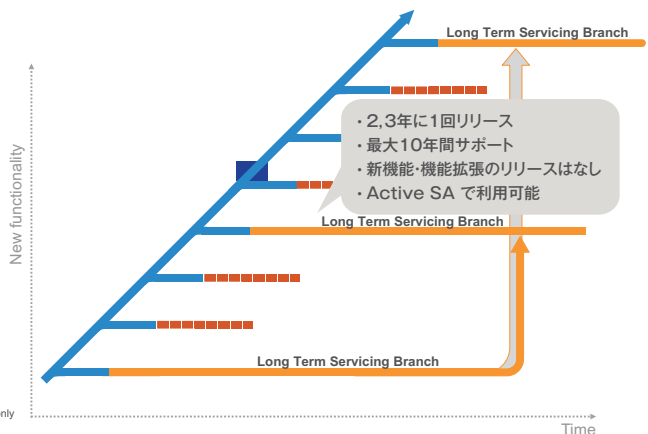 Long Term Servicing Branch
・2,3年に1回リリース
・最大10年間サポート
・新機能・機能拡張のリリースはなし
・Active SA で利用可能
New functionality
Long Term Servicing Branch
Long Term Servicing Branch
only
Time